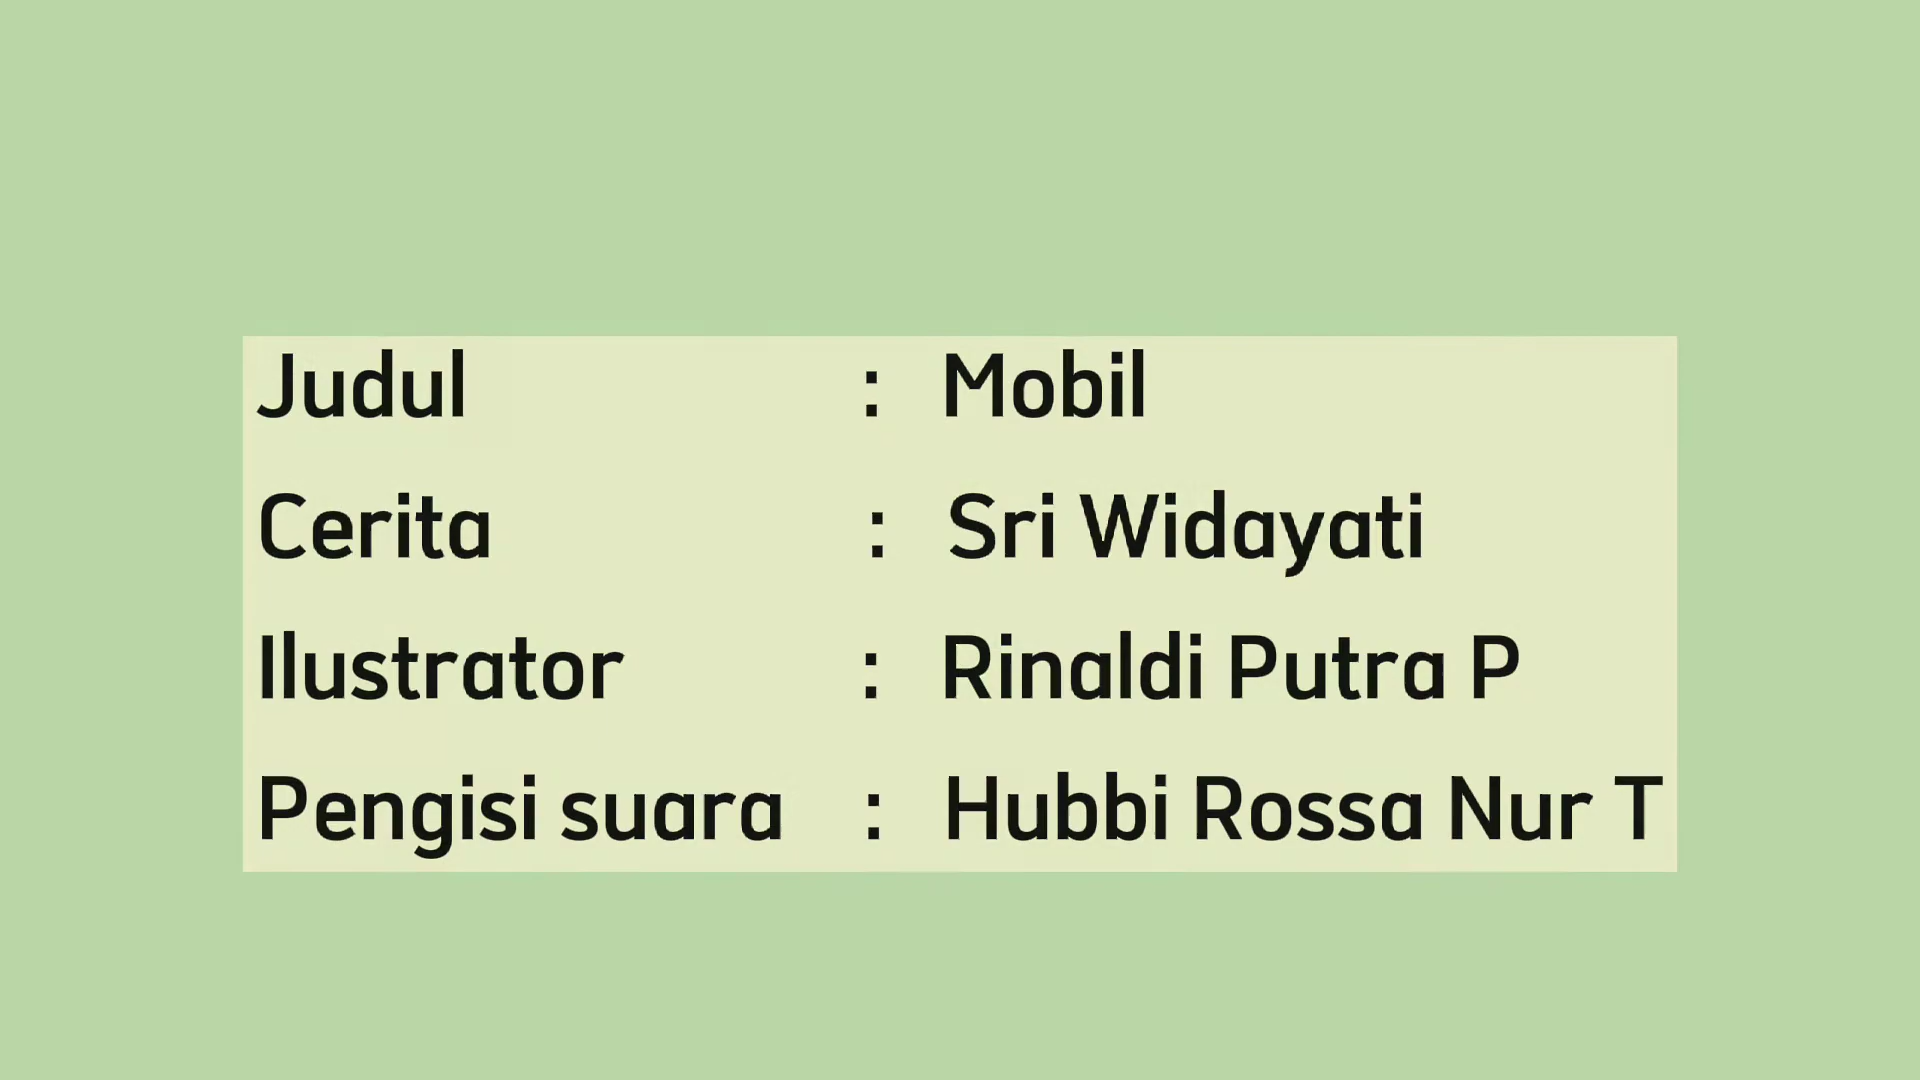 Judul : Mobil
Cerita : Sri Widayati
Ilustrator : Rinaldi Putra P
Pengisi suara : Hubbi Rossa Nur T